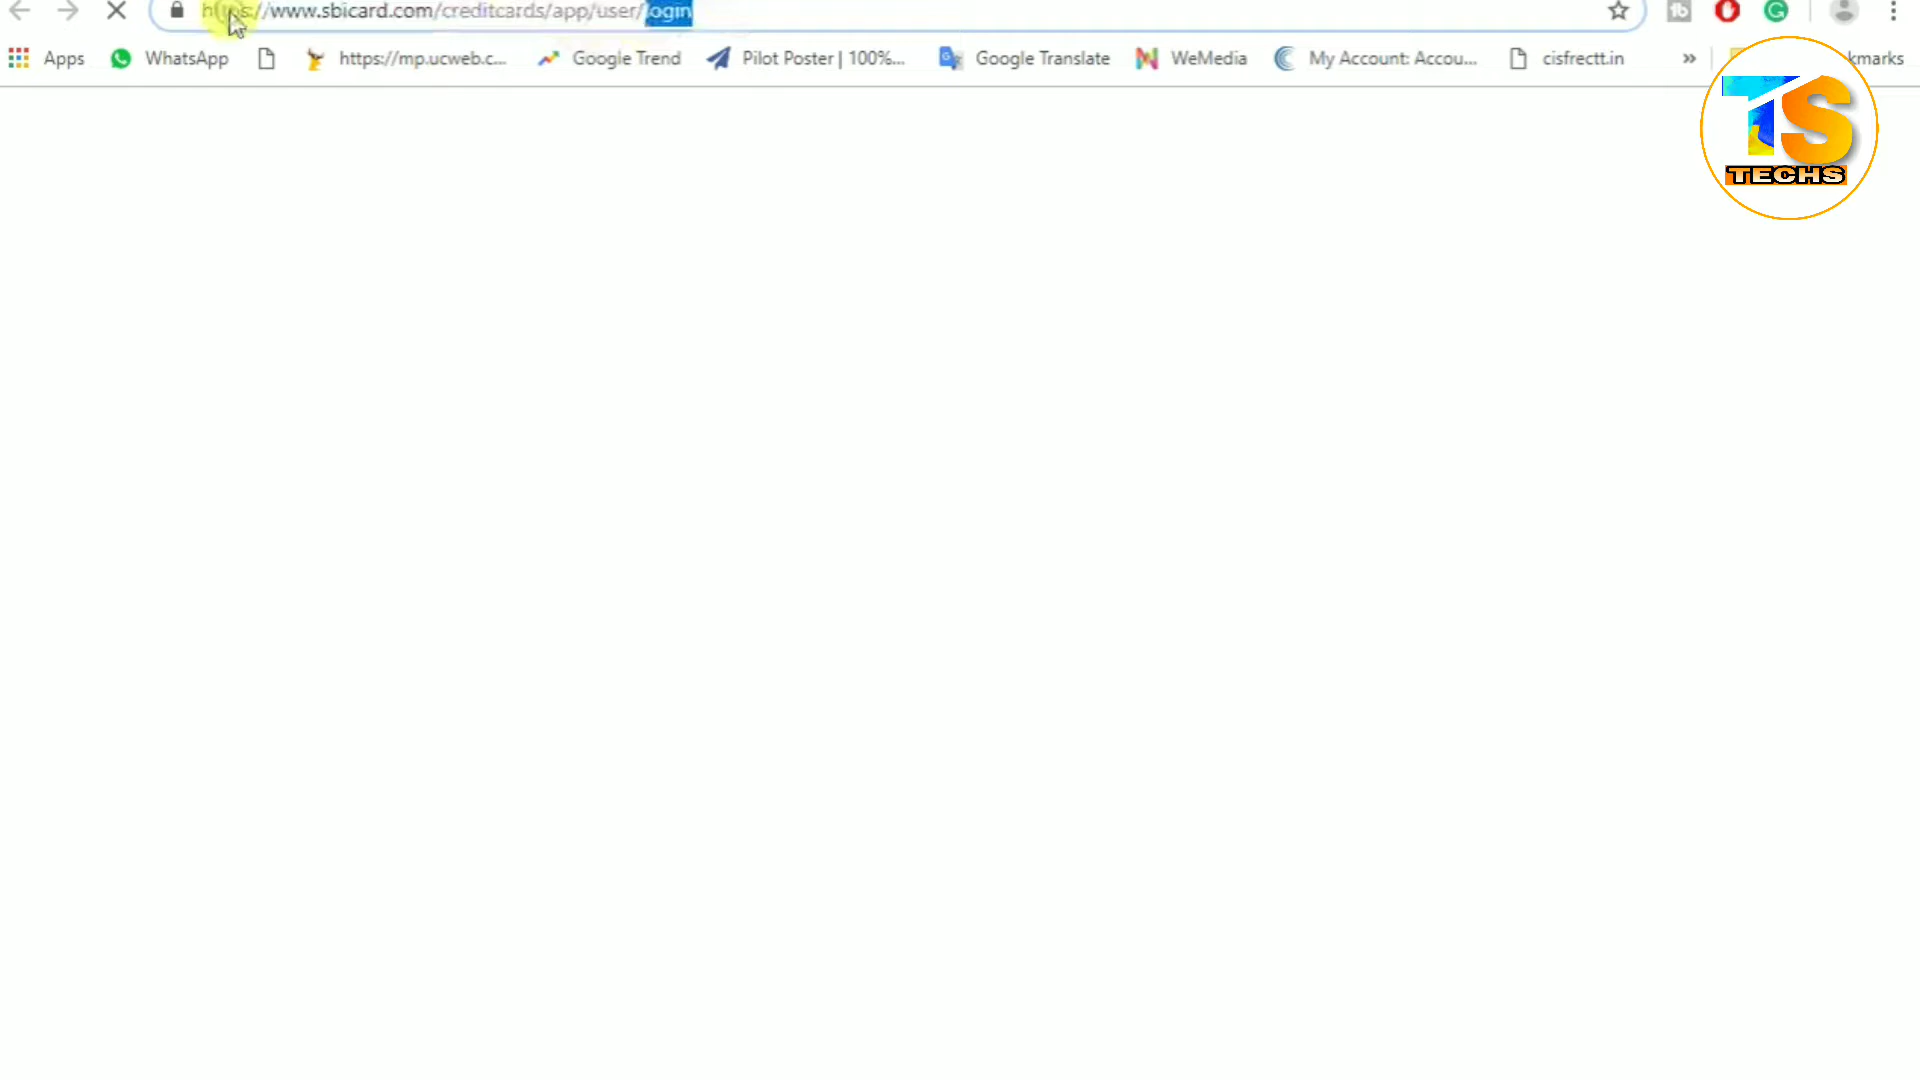 https://www.sbicard.com/creditcards/app/user/login
Apps WhatsApp https://mp.ucweb.c... Google Trend Pilot Poster | 100%... Google Translate WeMedia My Account: Accou... cisfrectt.in » kmarks
TS
TECHS